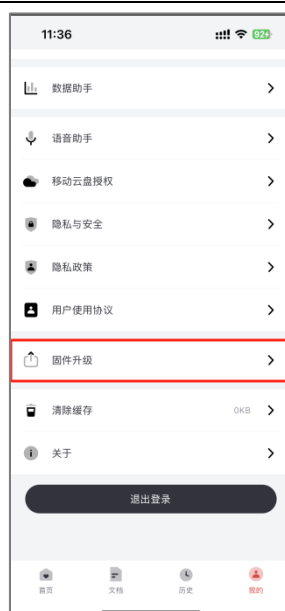 11:36
92
数据助手
语音助手
移动云盘授权
隐私与安全
隐私政策
用户使用协议
固件升级
清除缓存 0KB
关于
退出登录
首页 文档 历史 我的